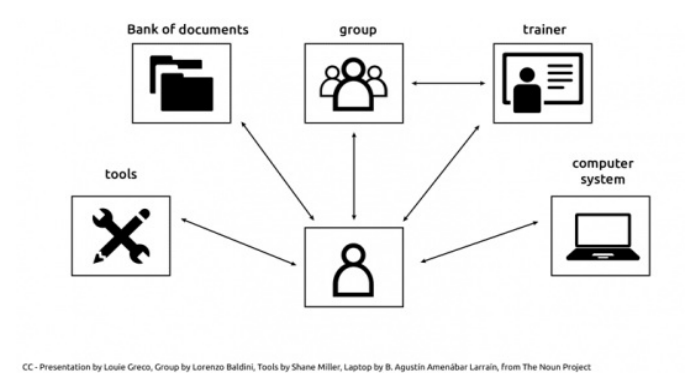 Bank of documents
group
trainer
tools
computer
system
CC - Presentation by Louie Greco, Group by Lorenzo Baldini, Tools by Shane Miller, Laptop by B. Agustín Amenábar Larraín, from The Noun Project